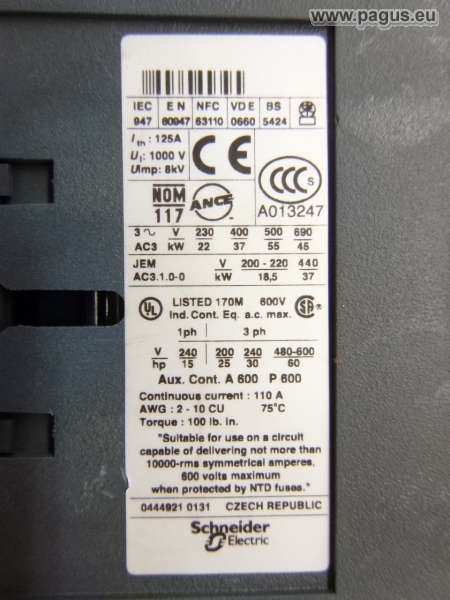 © www.pagus.eu
IEC EN NFC VDE BS
947 60947 63110 0660 5424
Ith : 125A
Ui : 1000 V
Uimp: 8kV
CE
CCC S
A013247
NOM
117
ANCE
3~ V 230 400 500 690
AC3 kW 22 37 55 45
JEM V 200 - 220 440
AC3.1.0-0 kW 18,5 37
UL LISTED 170M 600V SA
Ind. Cont. Eq. a.c. max.
1ph 3 ph
V 240 200 240 480-600
hp 15 25 30 60
Aux. Cont. A 600 P 600
Continuous current : 110 A
AWG : 2 - 10 CU 75°C
Torque : 100 lb. in.
"Suitable for use on a circuit
capable of delivering not more than
10000-rms symmetrical amperes,
600 volts maximum
when protected by NTD fuses."
0444921 0131 CZECH REPUBLIC
Schneider
Electric